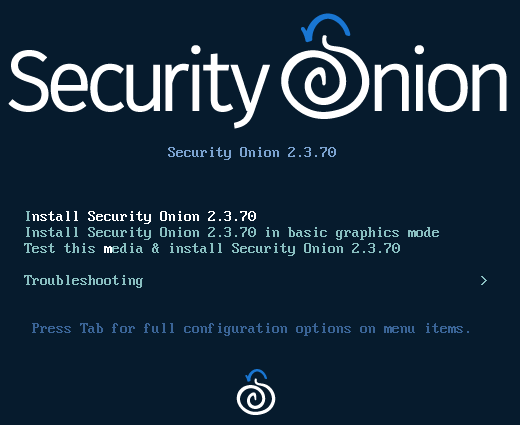 Security Onion
Security Onion 2.3.70
Install Security Onion 2.3.70
Install Security Onion 2.3.70 in basic graphics mode
Test this media & install Security Onion 2.3.70
Troubleshooting >
Press Tab for full configuration options on menu items.